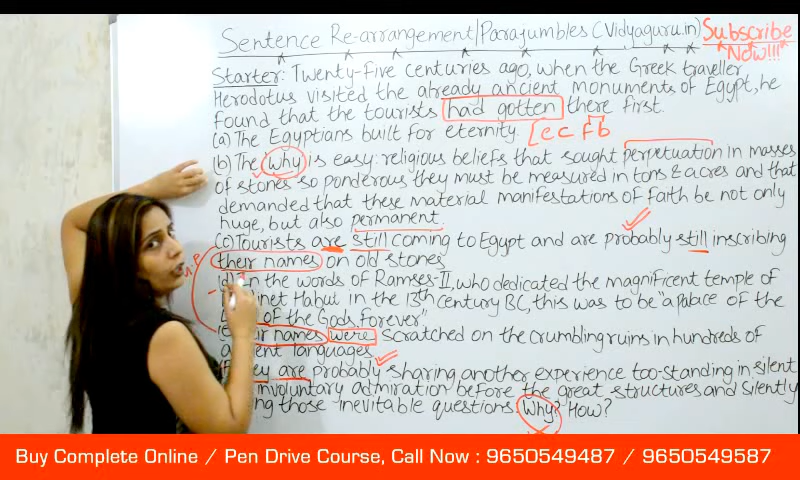 Sentence Re-arrangement/Parajumbles (Vidyaguru.in) Subscribe
Now!!!
Starter: Twenty-Five centuries ago, when the Greek traveller
Herodotus visited the already ancient monuments of Egypt, he
found that the tourists had gotten there first.
(a) The Egyptians built for eternity. [e c f b
(b) The why is easy: religious beliefs that sought perpetuation in masses
of stones so ponderous they must be measured in tons & acres and that
demanded that these material manifestations of faith be not only
huge, but also permanent.
(c) Tourists are still coming to Egypt and are probably still inscribing
their names on old stones
(d) In the words of Ramses-II, who dedicated the magnificent temple of
Habut in the 13th century BC, this was to be "a palace of the
of the Gods forever"
names were scratched on the crumbling ruins in hundreds of
languages
are probably sharing another experience too-standing in silent
involuntary admiration before the great structures and silently
those inevitable questions: Why? How?
Buy Complete Online / Pen Drive Course, Call Now : 9650549487 / 9650549587